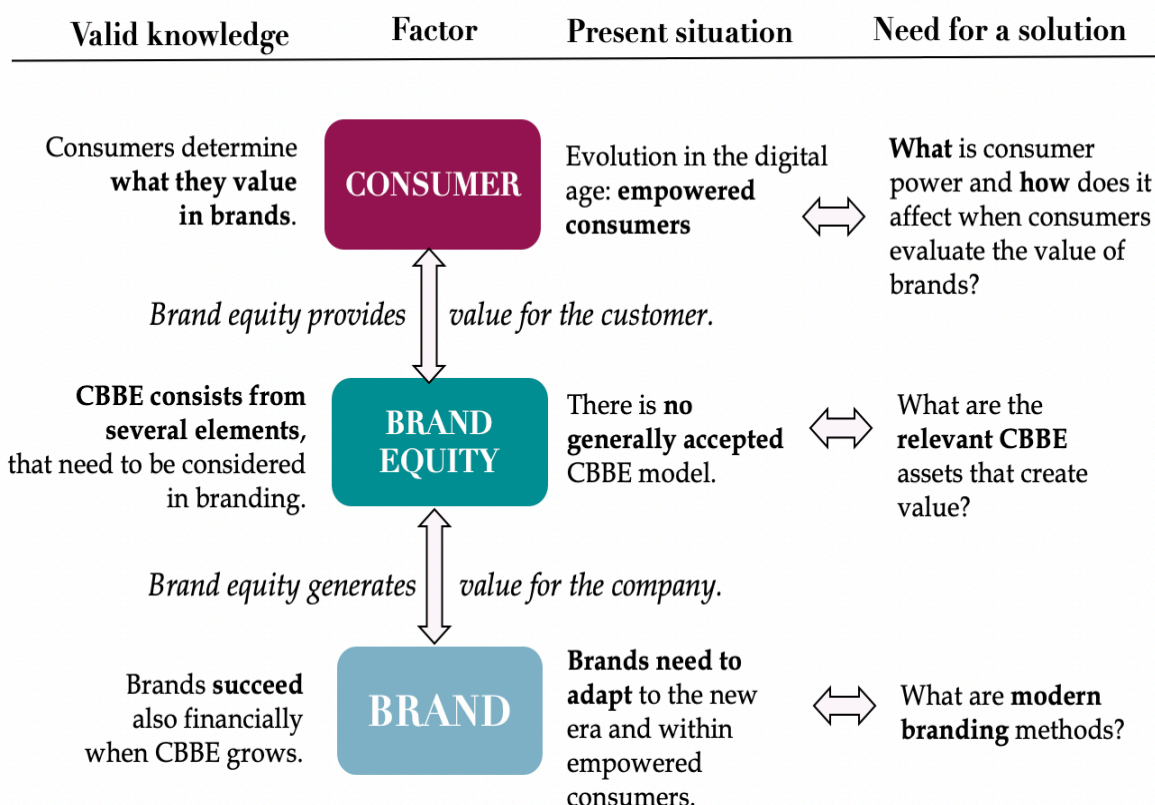 Valid knowledge
Factor
Present situation
Need for a solution
Consumers determine
what they value
in brands.
CONSUMER
Evolution in the digital
age: empowered
consumers
What is consumer
power and how does it
affect when consumers
evaluate the value of
brands?
Brand equity provides value for the customer.
CBBE consists from
several elements,
that need to be considered
in branding.
BRAND
EQUITY
There is no
generally accepted
CBBE model.
What are the
relevant CBBE
assets that create
value?
Brand equity generates value for the company.
Brands succeed
also financially
when CBBE grows.
BRAND
Brands need to
adapt to the new
era and within
empowered
consumers.
What are modern
branding methods?